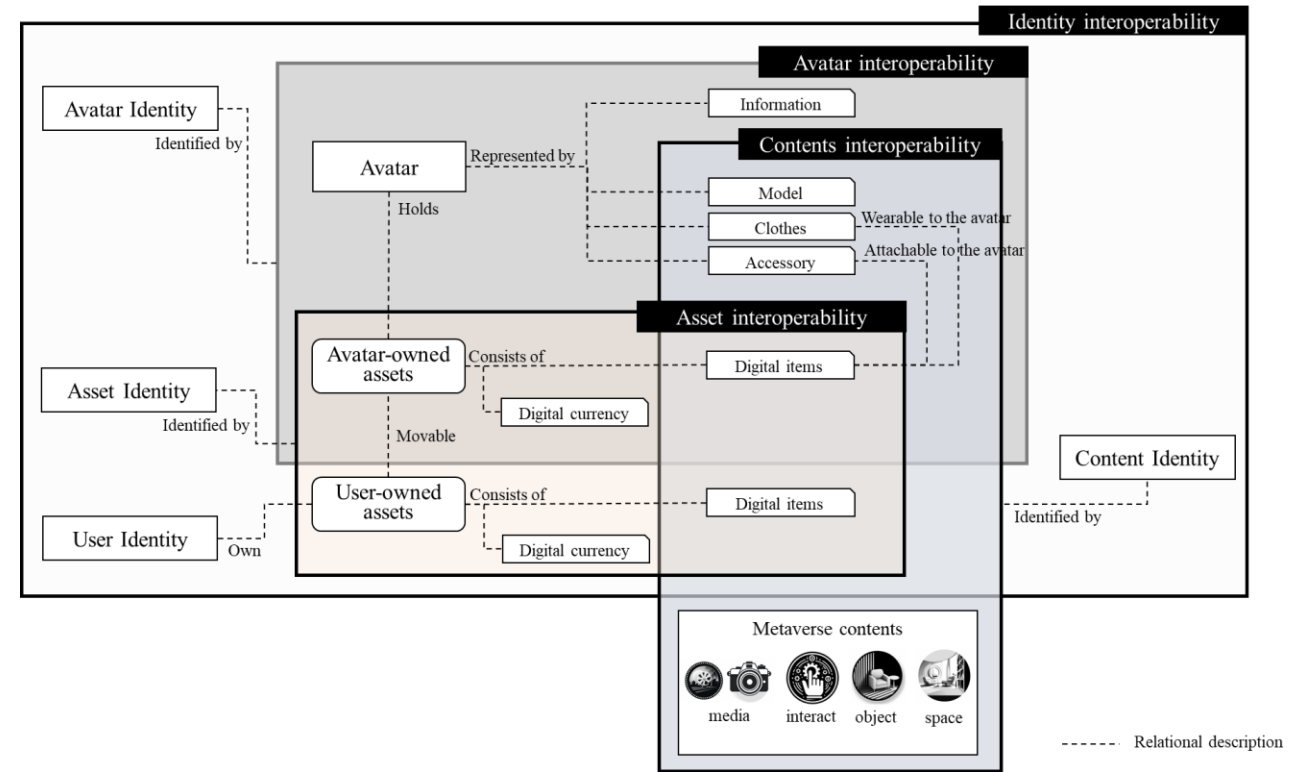 Identity interoperability
Avatar interoperability
Avatar Identity
Identified by
Information
Contents interoperability
Avatar
Represented by
Holds
Model
Clothes
Wearable to the avatar
Accessory
Attachable to the avatar
Asset interoperability
Avatar-owned
assets
Consists of
Digital items
Digital currency
Asset Identity
Identified by
Movable
Content Identity
Identified by
User-owned
assets
Consists of
Digital items
Digital currency
User Identity
Own
Metaverse contents
media interact object space
Relational description